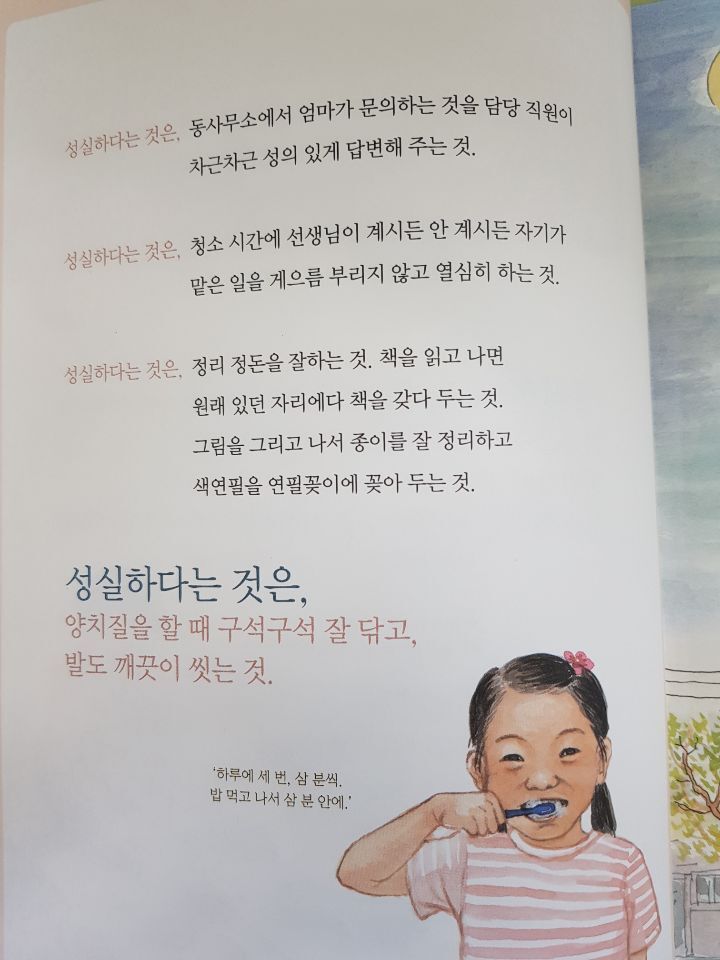 성실하다는 것은, 동사무소에서 엄마가 문의하는 것을 담당 직원이
차근차근 성의 있게 답변해 주는 것.
성실하다는 것은, 청소 시간에 선생님이 계시든 안 계시든 자기가
맡은 일을 게으름 부리지 않고 열심히 하는 것.
성실하다는 것은, 정리 정돈을 잘하는 것. 책을 읽고 나면
원래 있던 자리에다 책을 갖다 두는 것.
그림을 그리고 나서 종이를 잘 정리하고
색연필을 연필꽂이에 꽂아 두는 것.
성실하다는 것은,
양치질을 할 때 구석구석 잘 닦고,
발도 깨끗이 씻는 것.
'하루에 세 번, 삼 분씩.
밥 먹고 나서 삼 분 안에.'